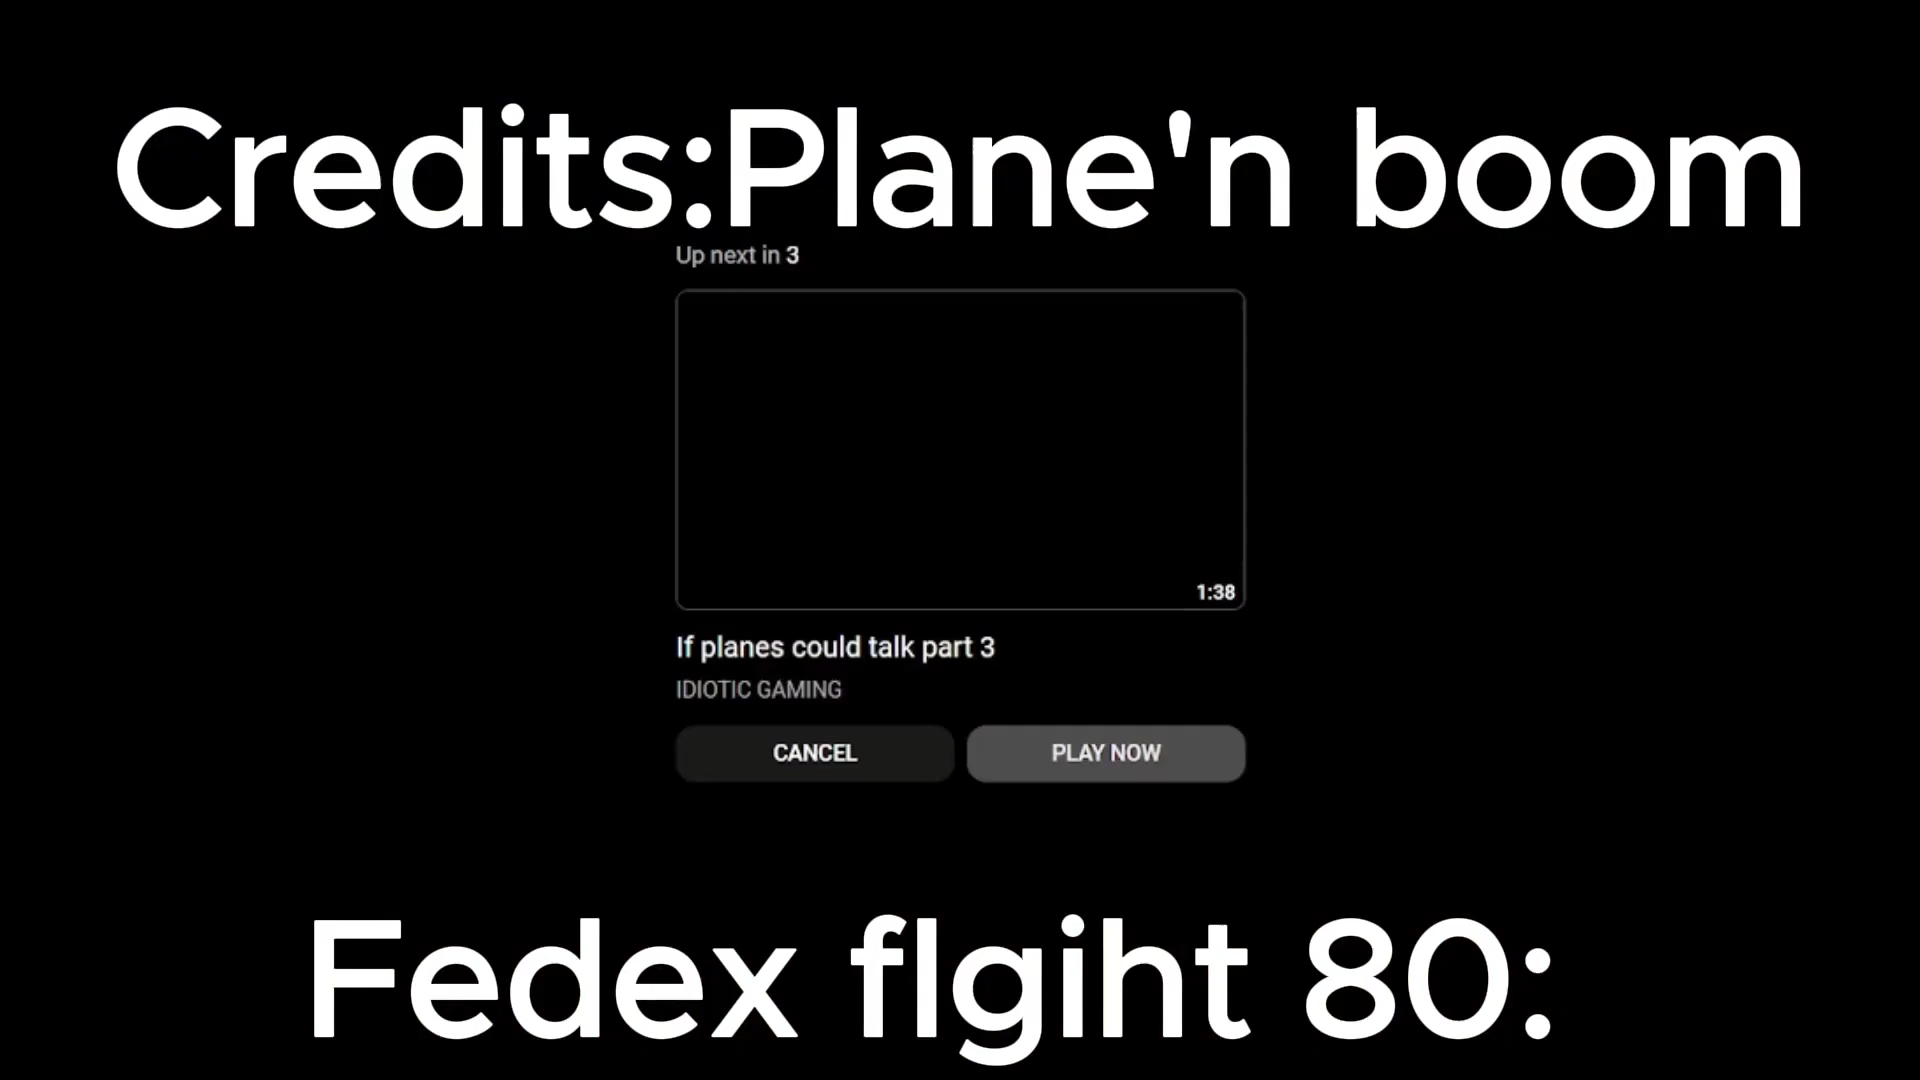 Credits:Plane'n boom
Up next in 3
1:38
If planes could talk part 3
IDIOTIC GAMING
CANCEL
PLAY NOW
Fedex flgiht 80: